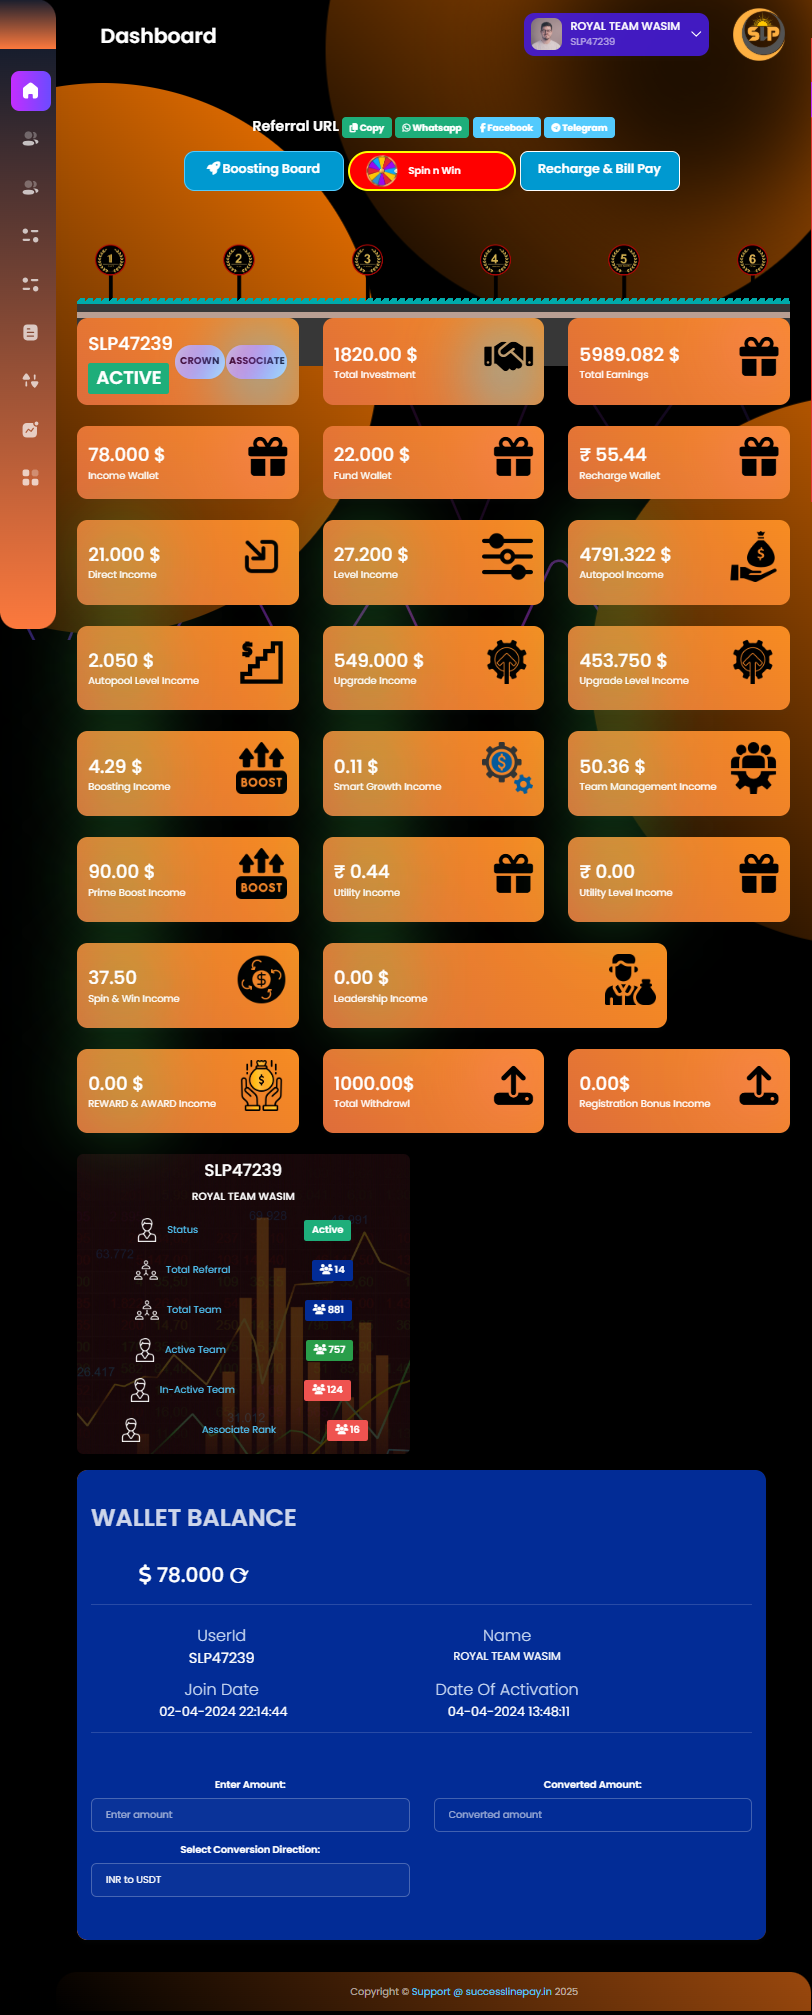 Dashboard
ROYAL TEAM WASIM
SLP47239
SLP
Referral URL Copy Whatsapp Facebook Telegram
Boosting Board Spin n Win Recharge & Bill Pay
1 2 3 4 5 6
SLP47239
CROWN ASSOCIATE
ACTIVE
1820.00 $
Total Investment
5989.082 $
Total Earnings
78.000 $
Income Wallet
22.000 $
Fund Wallet
₹ 55.44
Recharge Wallet
21.000 $
Direct Income
27.200 $
Level Income
4791.322 $
Autopool Income
2.050 $
Autopool Level Income
549.000 $
Upgrade Income
453.750 $
Upgrade Level Income
4.29 $
Boosting Income
BOOST
0.11 $
Smart Growth Income
50.36 $
Team Management Income
90.00 $
Prime Boost Income
BOOST
₹ 0.44
Utility Income
₹ 0.00
Utility Level Income
37.50
Spin & Win Income
0.00 $
Leadership Income
0.00 $
REWARD & AWARD Income
1000.00$
Total Withdrawl
0.00$
Registration Bonus Income
SLP47239
ROYAL TEAM WASIM
Status Active
Total Referral 14
Total Team 881
Active Team 757
In-Active Team 124
Associate Rank 16
WALLET BALANCE
$ 78.000
UserId
SLP47239
Name
ROYAL TEAM WASIM
Join Date
02-04-2024 22:14:44
Date Of Activation
04-04-2024 13:48:11
Enter Amount:
Enter amount
Converted Amount:
Converted amount
Select Conversion Direction:
INR to USDT
Copyright © Support @ successlinepay.in 2025